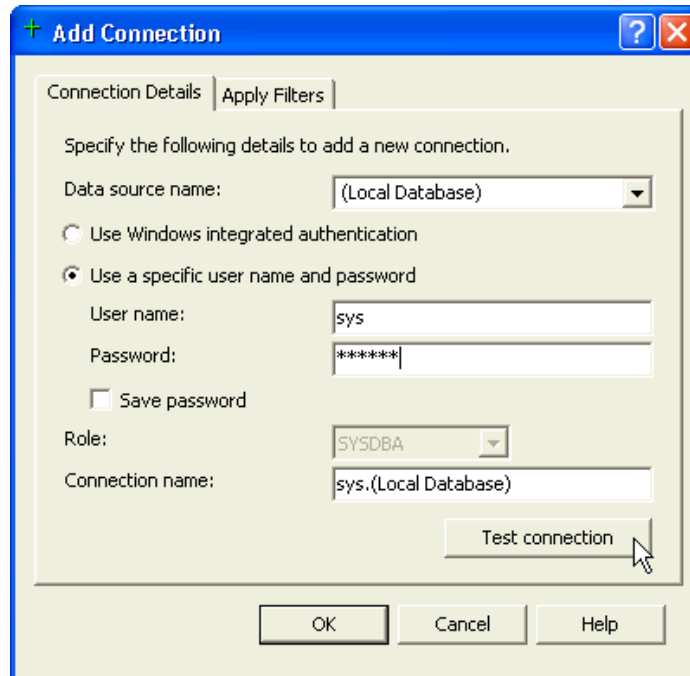 Add Connection
Connection Details Apply Filters
Specify the following details to add a new connection.
Data source name: (Local Database)
Use Windows integrated authentication
Use a specific user name and password
User name: sys
Password: ******
Save password
Role: SYSDBA
Connection name: sys.(Local Database)
Test connection
OK Cancel Help